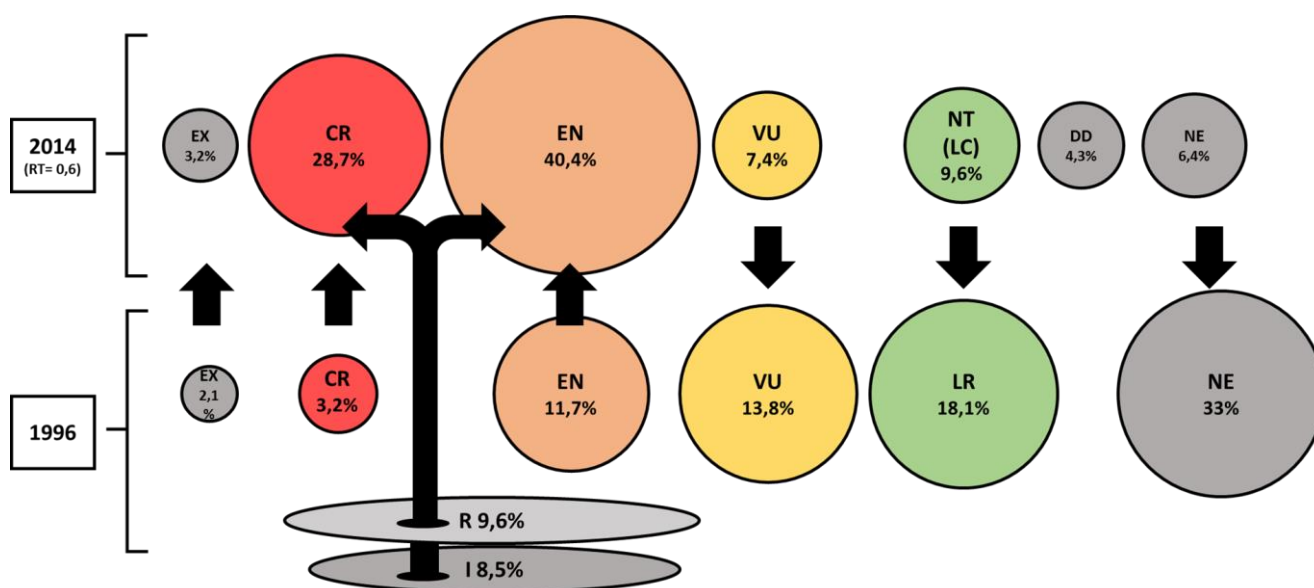 2014
(RT= 0,6)
EX
3,2%
CR
28,7%
EN
40,4%
VU
7,4%
NT
(LC)
9,6%
DD
4,3%
NE
6,4%
1996
EX
2,1
%
CR
3,2%
EN
11,7%
VU
13,8%
LR
18,1%
NE
33%
R 9,6%
I 8,5%